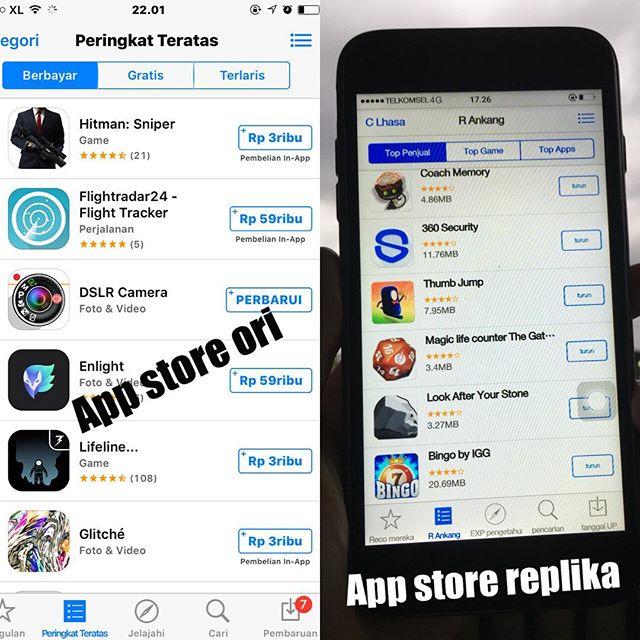 XL
22.01
egori
Peringkat Teratas
Berbayar
Gratis
Terlaris
Hitman: Sniper
Game
(21)
+ Rp 3ribu
Pembelian In-App
Flightradar24 -
Flight Tracker
Perjalanan
(5)
+ Rp 59ribu
Pembelian In-App
DSLR Camera
Foto & Video
+ PERBARUI
Enlight
Foto & Video
+ Rp 59ribu
Lifeline...
Game
(108)
Rp 3ribu
3
Glitché
Foto & Video
+ Rp 3ribu
Pembelian In-App
gulan
Peringkat Teratas
Jelajahi
Cari
Pembaruan
7
App store ori
TELKOMSEL 4G
17.26
C Lhasa
R Ankang
Top Penjual
Top Game
Top Apps
Coach Memory
4.86MB
turun
360 Security
11.76MB
turun
Thumb Jump
7.95MB
turun
Magic life counter The Gat···
3.4MB
turun
Look After Your Stone
3.27MB
Bingo by IGG
20.69MB
turun
7
BINGO
Reco mereka
R Ankang
EXP pengetahu
pencarian
tanggal UP
App store replika